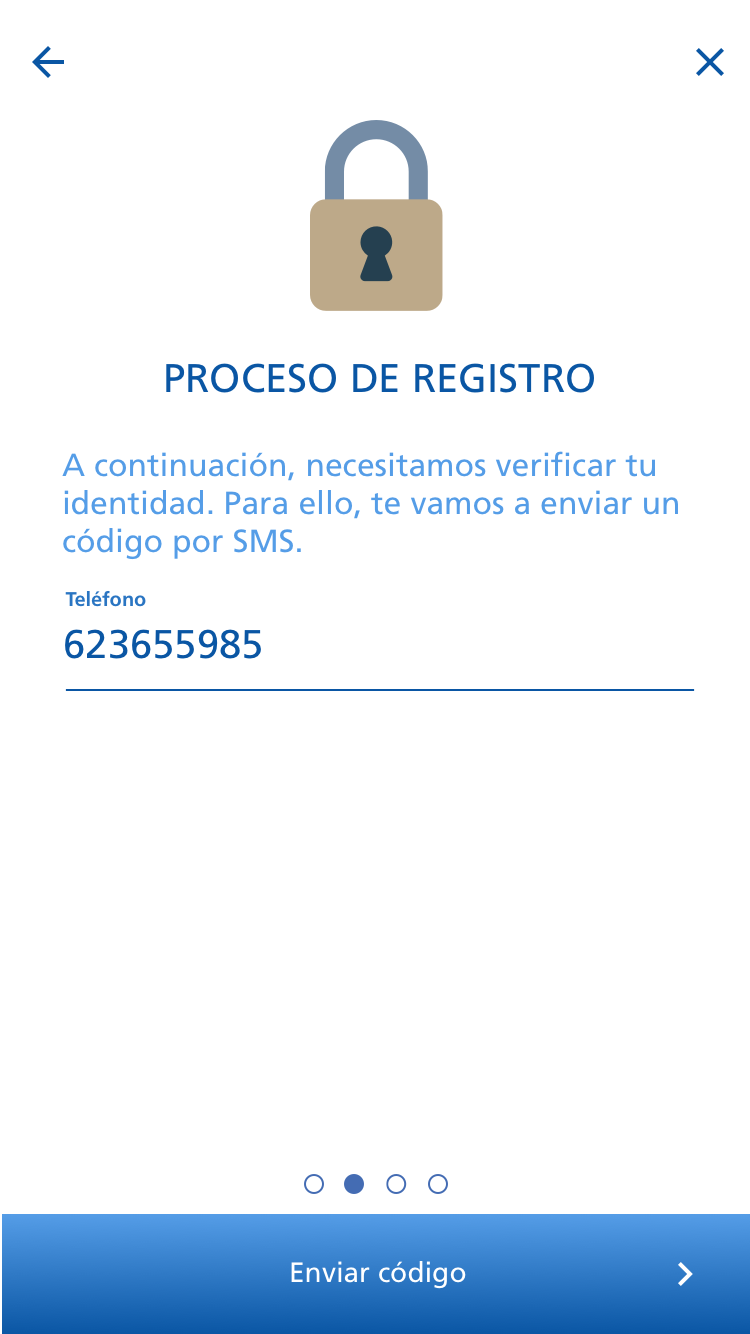 PROCESO DE REGISTRO
A continuación, necesitamos verificar tu
identidad. Para ello, te vamos a enviar un
código por SMS.
Teléfono
623655985
Enviar código